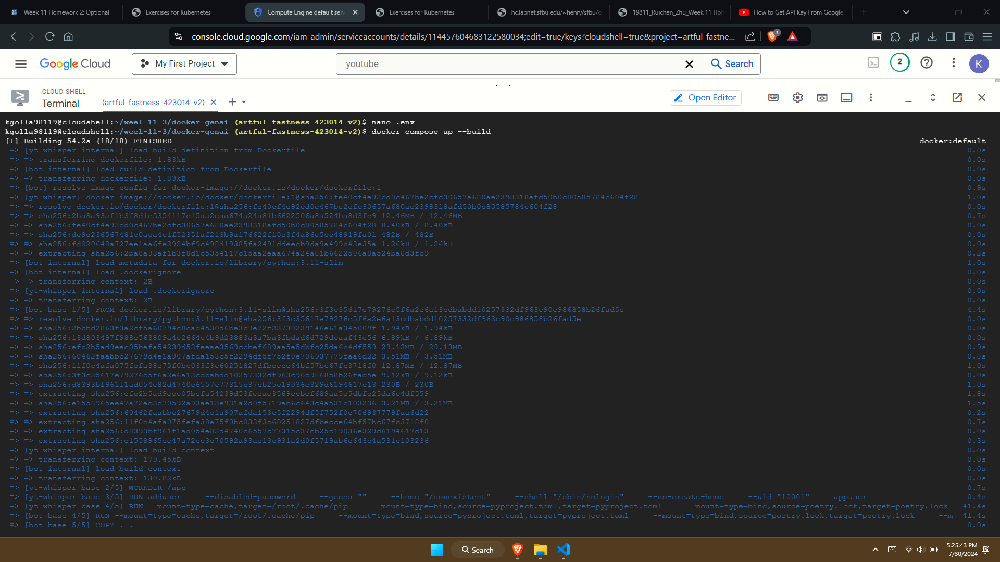 Week 11 Homework 2: Optional =
Exercises for Kubernetes
Compute Engine default serv
Exercises for Kubernetes
hc.labnet.sfbu.edu/~henry/sfbu/c
19811_Ruichen_Zhu_Week 11 Hor
How to Get API Key From Google
console.cloud.google.com/iam-admin/serviceaccounts/details/114457604683122580034;edit=true/keys?cloudshell=true&project=artful-fastne...
3
Google Cloud
My First Project
youtube
Search
2
K
CLOUD SHELL
Terminal
(artful-fastness-423014-v2)
Open Editor
kgolla98119@cloudshell:~/weel-11-3/docker-genai (artful-fastness-423014-v2)$ nano .env
kgolla98119@cloudshell:~/weel-11-3/docker-genai (artful-fastness-423014-v2)$ docker compose up --build
[+] Building 54.2s (18/18) FINISHED docker:default
=> [yt-whisper internal] load build definition from Dockerfile 0.0s
=> => transferring dockerfile: 1.83kB 0.0s
=> [bot internal] load build definition from Dockerfile 0.0s
=> => transferring dockerfile: 1.83kB 0.0s
=> [bot] resolve image config for docker-image://docker.io/docker/dockerfile:1 0.9s
=> [yt-whisper] docker-image://docker.io/docker/dockerfile:1@sha256:fe40cf4e92cd0c467be2cfc30657a680ae2398318afd50b0c80585784c604f28 1.0s
=> => resolve docker.io/docker/dockerfile:1@sha256:fe40cf4e92cd0c467be2cfc30657a680ae2398318afd50b0c80585784c604f28 0.0s
=> => sha256:2ba8a93af1b3f8d1c5354117c15aa2eaa674a24a81b6622506a8a524ba8d3fc9 12.46MB / 12.46MB 0.7s
=> => sha256:fe40cf4e92cd0c467be2cfc30657a680ae2398318afd50b0c80585784c604f28 8.40kB / 8.40kB 0.0s
=> => sha256:dc9e236567481e0aca4c1f52351af213b9a176622f10e3f4a86e5cc48919fa01 482B / 482B 0.0s
=> => sha256:fd020648a727ee1aa6fe2924bf9c498d19385fa2491ddeecb9da9a499c43e35a 1.26kB / 1.26kB 0.0s
=> => extracting sha256:2ba8a93af1b3f8d1c5354117c15aa2eaa674a24a81b6622506a8a524ba8d3fc9 0.2s
=> [bot internal] load metadata for docker.io/library/python:3.11-slim 1.0s
=> [bot internal] load .dockerignore 0.0s
=> => transferring context: 2B 0.0s
=> [yt-whisper internal] load .dockerignore 0.0s
=> => transferring context: 2B 0.0s
=> [bot base 1/5] FROM docker.io/library/python:3.11-slim@sha256:3f3c35617e79276c5f6a2e6a13cdbabdd10257332df963c90c986858b26fad5e 4.4s
=> => resolve docker.io/library/python:3.11-slim@sha256:3f3c35617e79276c5f6a2e6a13cdbabdd10257332df963c90c986858b26fad5e 0.0s
=> => sha256:2bbbd2863f3a2cf5a60794c8cad4530d6be3c9e72f23730239146e61a345009f 1.94kB / 1.94kB 0.0s
=> => sha256:13d803497f988e563809a4c2664c4b9d23883a3a7ba3fbdad6d729dcaaf43e56 6.89kB / 6.89kB 0.0s
=> => sha256:efc2b5ad9eec05befa54239d53feeae3569ccbef689aa5e5dbfc25da6c4df559 29.13MB / 29.13MB 0.9s
=> => sha256:60462faabbc27679d4e1a907afda153c5f2294df5f752f0e706937779faa6d22 3.51MB / 3.51MB 0.8s
=> => sha256:11f0c4afa075fefa38e75f0bc033f3c60251827dfbecce64bf57bc67fc3718f0 12.87MB / 12.87MB 1.0s
=> => sha256:3f3c35617e79276c5f6a2e6a13cdbabdd10257332df963c90c986858b26fad5e 9.12kB / 9.12kB 0.0s
=> => sha256:d8393bf961f1ad054e82d4740c6557c77315c37cb25c19036e329d6194617c13 230B / 230B 1.0s
=> => extracting sha256:efc2b5ad9eec05befa54239d53feeae3569ccbef689aa5e5dbfc25da6c4df559 1.8s
=> => sha256:e1558965ee47a72ec3c70592a93ae13e931a2d0f5719ab6c643c4a531c103236 3.21MB / 3.21MB 1.5s
=> => extracting sha256:60462faabbc27679d4e1a907afda153c5f2294df5f752f0e706937779faa6d22 0.2s
=> => extracting sha256:11f0c4afa075fefa38e75f0bc033f3c60251827dfbecce64bf57bc67fc3718f0 0.7s
=> => extracting sha256:d8393bf961f1ad054e82d4740c6557c77315c37cb25c19036e329d6194617c13 0.0s
=> => extracting sha256:e1558965ee47a72ec3c70592a93ae13e931a2d0f5719ab6c643c4a531c103236 0.3s
=> [yt-whisper internal] load build context 0.0s
=> => transferring context: 179.45kB 0.0s
=> [bot internal] load build context 0.0s
=> => transferring context: 130.82kB 0.0s
=> [yt-whisper base 2/5] WORKDIR /app 0.7s
=> [yt-whisper base 3/5] RUN adduser --disabled-password --gecos "" --home "/nonexistent" --shell "/sbin/nologin" --no-create-home --uid "10001" appuser 0.4s
=> [yt-whisper base 4/5] RUN --mount=type=cache,target=/root/.cache/pip --mount=type=bind,source=pyproject.toml,target=pyproject.toml --mount=type=bind,source=poetry.lock,target=poetry.lock 41.4s
=> [bot base 4/5] RUN --mount=type=cache,target=/root/.cache/pip --mount=type=bind,source=pyproject.toml,target=pyproject.toml --mount=type=bind,source=poetry.lock,target=poetry.lock --m 41.4s
=> [bot base 5/5] COPY . . 0.0s
Search
5:25:43 PM
7/30/2024